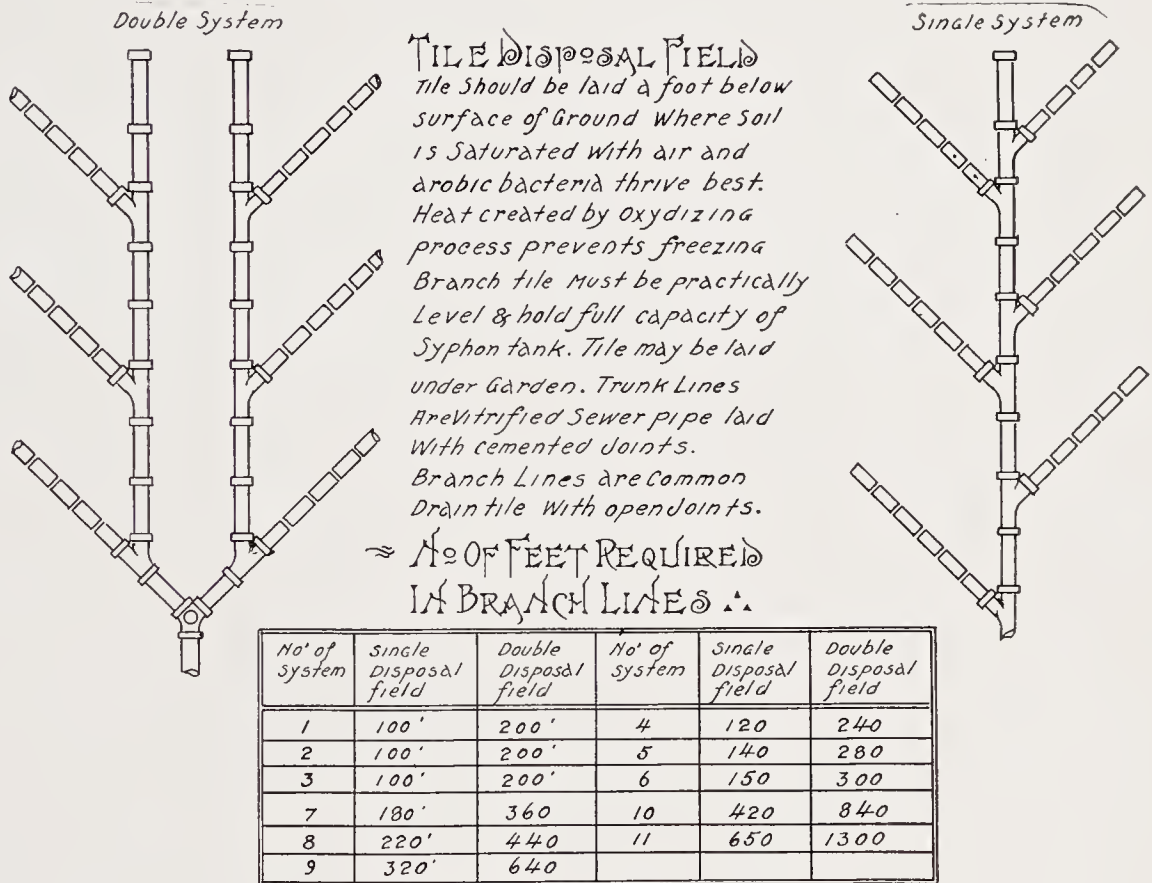 Double System
Single System
TILE DISPOSAL FIELD
Tile Should be laid a foot below
surface of Ground Where Soil
is Saturated With air and
arobic bacteria thrive best.
Heat created by Oxydizing
process prevents freezing
Branch tile Must be practically
Level & hold full capacity of
Syphon tank. Tile may be laid
under Garden. Trunk Lines
Are Vitrified Sewer pipe laid
With cemented Joints.
Branch Lines are Common
Drain tile With open Joints.
≈ No OF FEET REQUIRED
IN BRANCH LINES ∴
No' of System | Single Disposal field | Double Disposal field | No' of system | Single Disposal field | Double Disposal field
1 | 100' | 200' | 4 | 120 | 240
2 | 100' | 200' | 5 | 140 | 280
3 | 100' | 200' | 6 | 150 | 300
7 | 180' | 360 | 10 | 420 | 840
8 | 220' | 440 | 11 | 650 | 1300
9 | 320' | 640